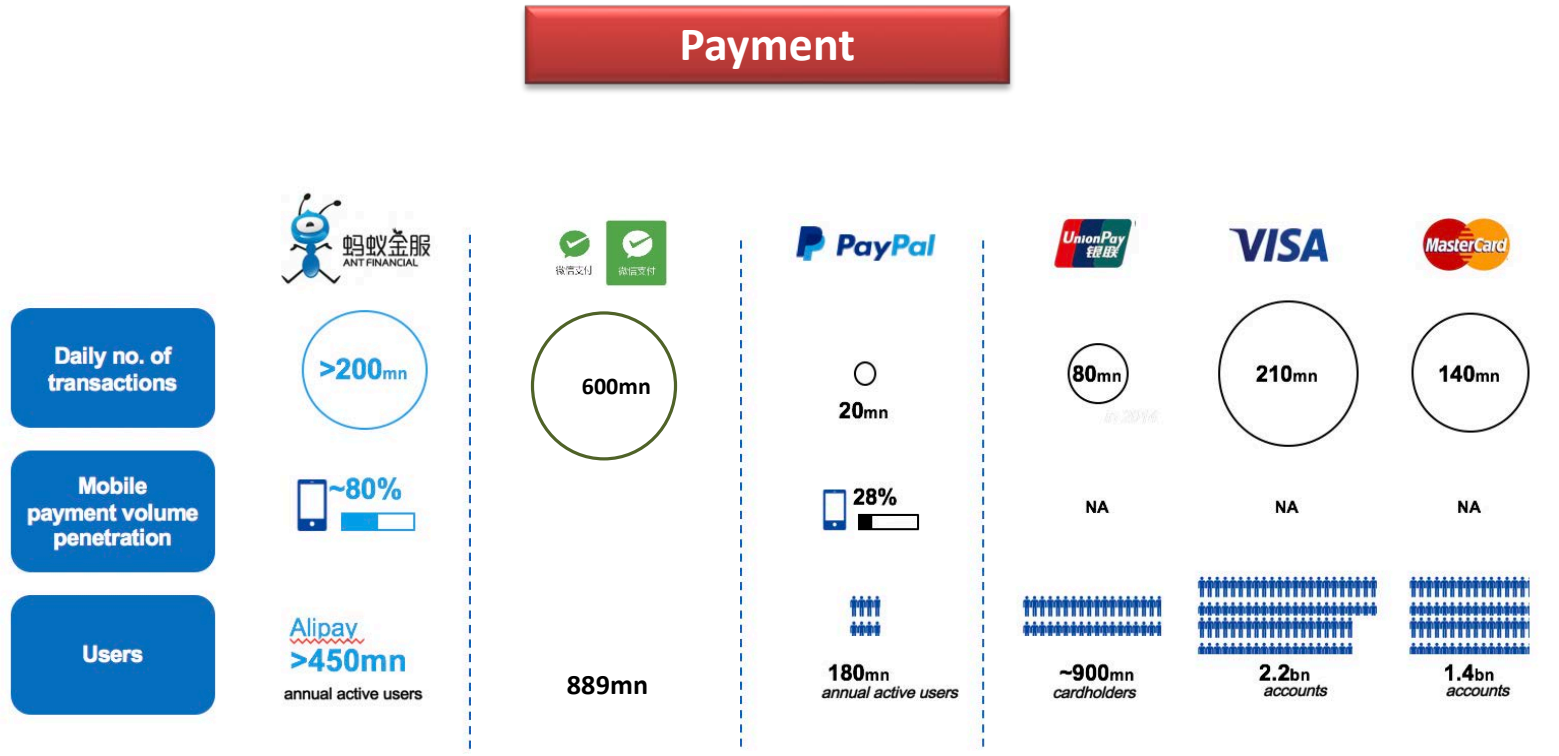 Payment
蚂蚁金服
ANT FINANCIAL
微信支付
微信支付
PayPal
UnionPay
银联
VISA
MasterCard
Daily no. of
transactions
>200mn
600mn
20mn
80mn
in 2014
210mn
140mn
Mobile
payment volume
penetration
~80%
28%
NA
NA
NA
Users
Alipay
>450mn
annual active users
889mn
180mn
annual active users
~900mn
cardholders
2.2bn
accounts
1.4bn
accounts